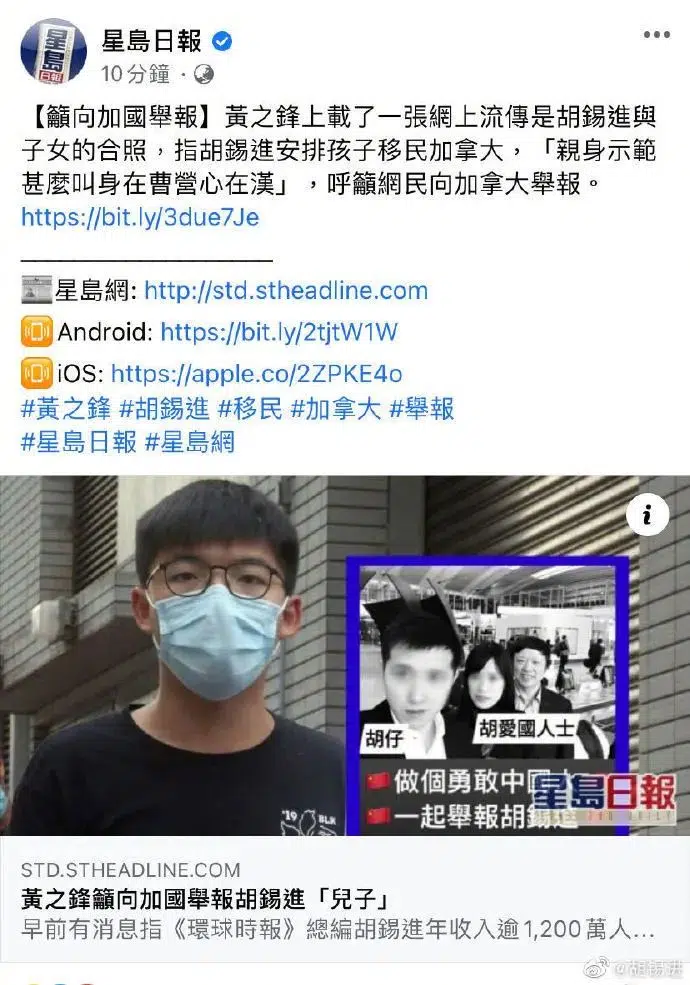 星島日報
10分鐘
【籲向加國舉報】黃之鋒上載了一張網上流傳是胡錫進與
子女的合照，指胡錫進安排孩子移民加拿大，「親身示範
甚麼叫身在曹營心在漢」，呼籲網民向加拿大舉報。
https://bit.ly/3due7Je
星島網: http://std.stheadline.com
Android: https://bit.ly/2tjtW1W
iOS: https://apple.co/2ZPKE4o
#黃之鋒 #胡錫進 #移民 #加拿大 #舉報
#星島日報 #星島網
胡仔
胡愛國人士
做個勇敢中國
一起舉報胡錫進
星島日報
'19 BLK
STD.STHEADLINE.COM
黃之鋒籲向加國舉報胡錫進「兒子」
早前有消息指《環球時報》總編胡錫進年收入逾1,200萬人...
@胡锡进